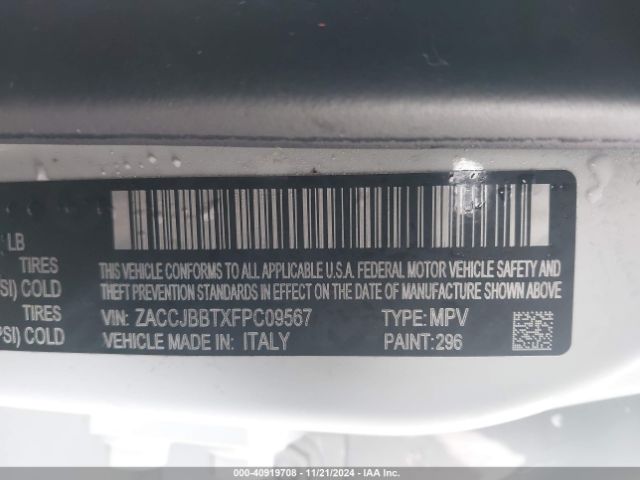 LB
TIRES
SI) COLD
TIRES
PSI) COLD
THIS VEHICLE CONFORMS TO ALL APPLICABLE U.S.A. FEDERAL MOTOR VEHICLE SAFETY AND
THEFT PREVENTION STANDARDS IN EFFECT ON THE DATE OF MANUFACTURE SHOWN ABOVE
VIN: ZACCJBBTXFPC09567 TYPE: MPV
VEHICLE MADE IN: ITALY PAINT: 296
000-40919708 - 11/21/2024 - IAA Inc.